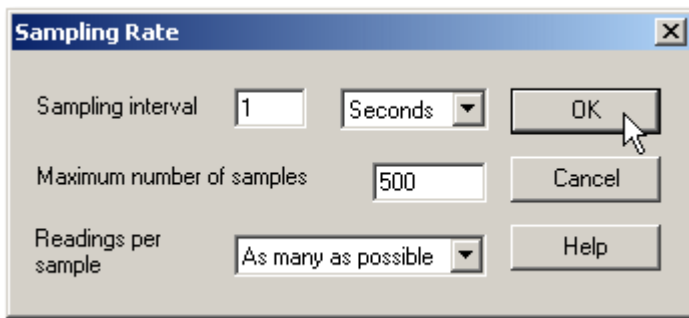 Sampling Rate
Sampling interval 1 Seconds OK
Maximum number of samples 500 Cancel
Readings per
sample As many as possible Help